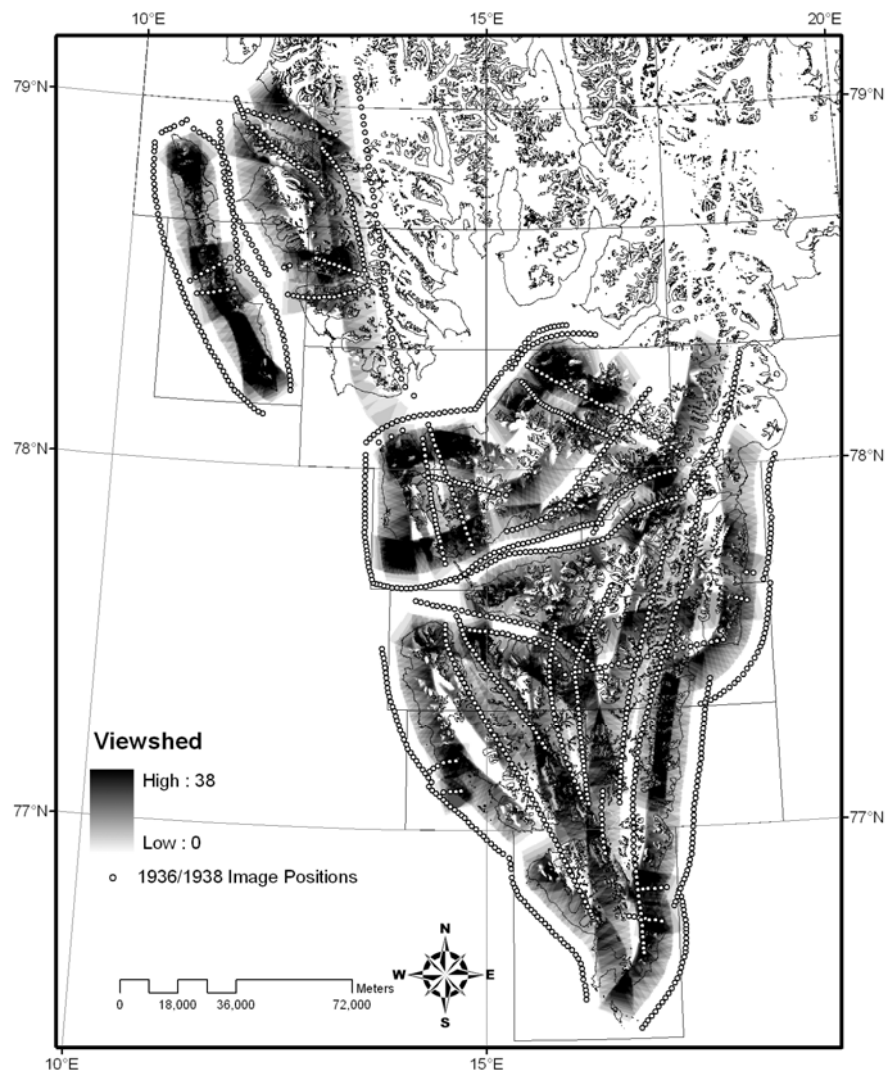 10°E 15°E 20°E
79°N 79°N
78°N 78°N
Viewshed
High : 38
Low : 0
77°N 77°N
1936/1938 Image Positions
N
W E
S
Meters
0 18,000 36,000 72,000
10°E 15°E